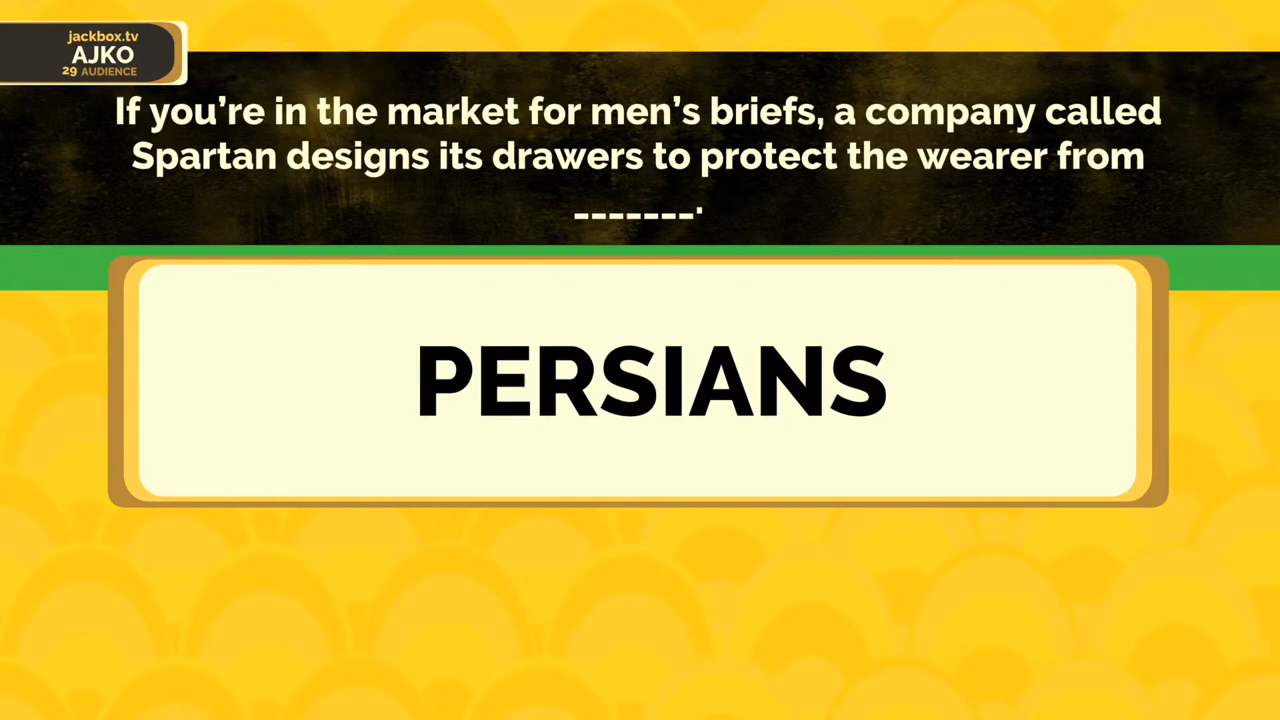 jackbox.tv
AJKO
29 AUDIENCE
If you're in the market for men's briefs, a company called
Spartan designs its drawers to protect the wearer from
_______.
PERSIANS